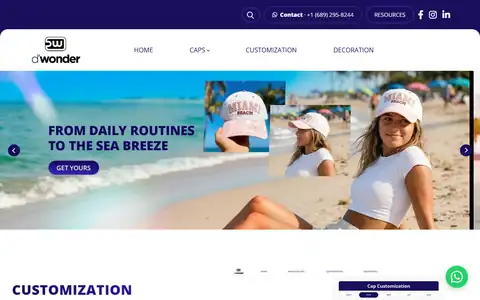 Contact · +1 (689) 295-8244
RESOURCES
DW
d'wonder
HOME
CAPS
CUSTOMIZATION
DECORATION
MIAMI
BEACH
MIAMI
BEACH
FROM DAILY ROUTINES
TO THE SEA BREEZE
GET YOURS
CUSTOMIZATION
Cap Customization